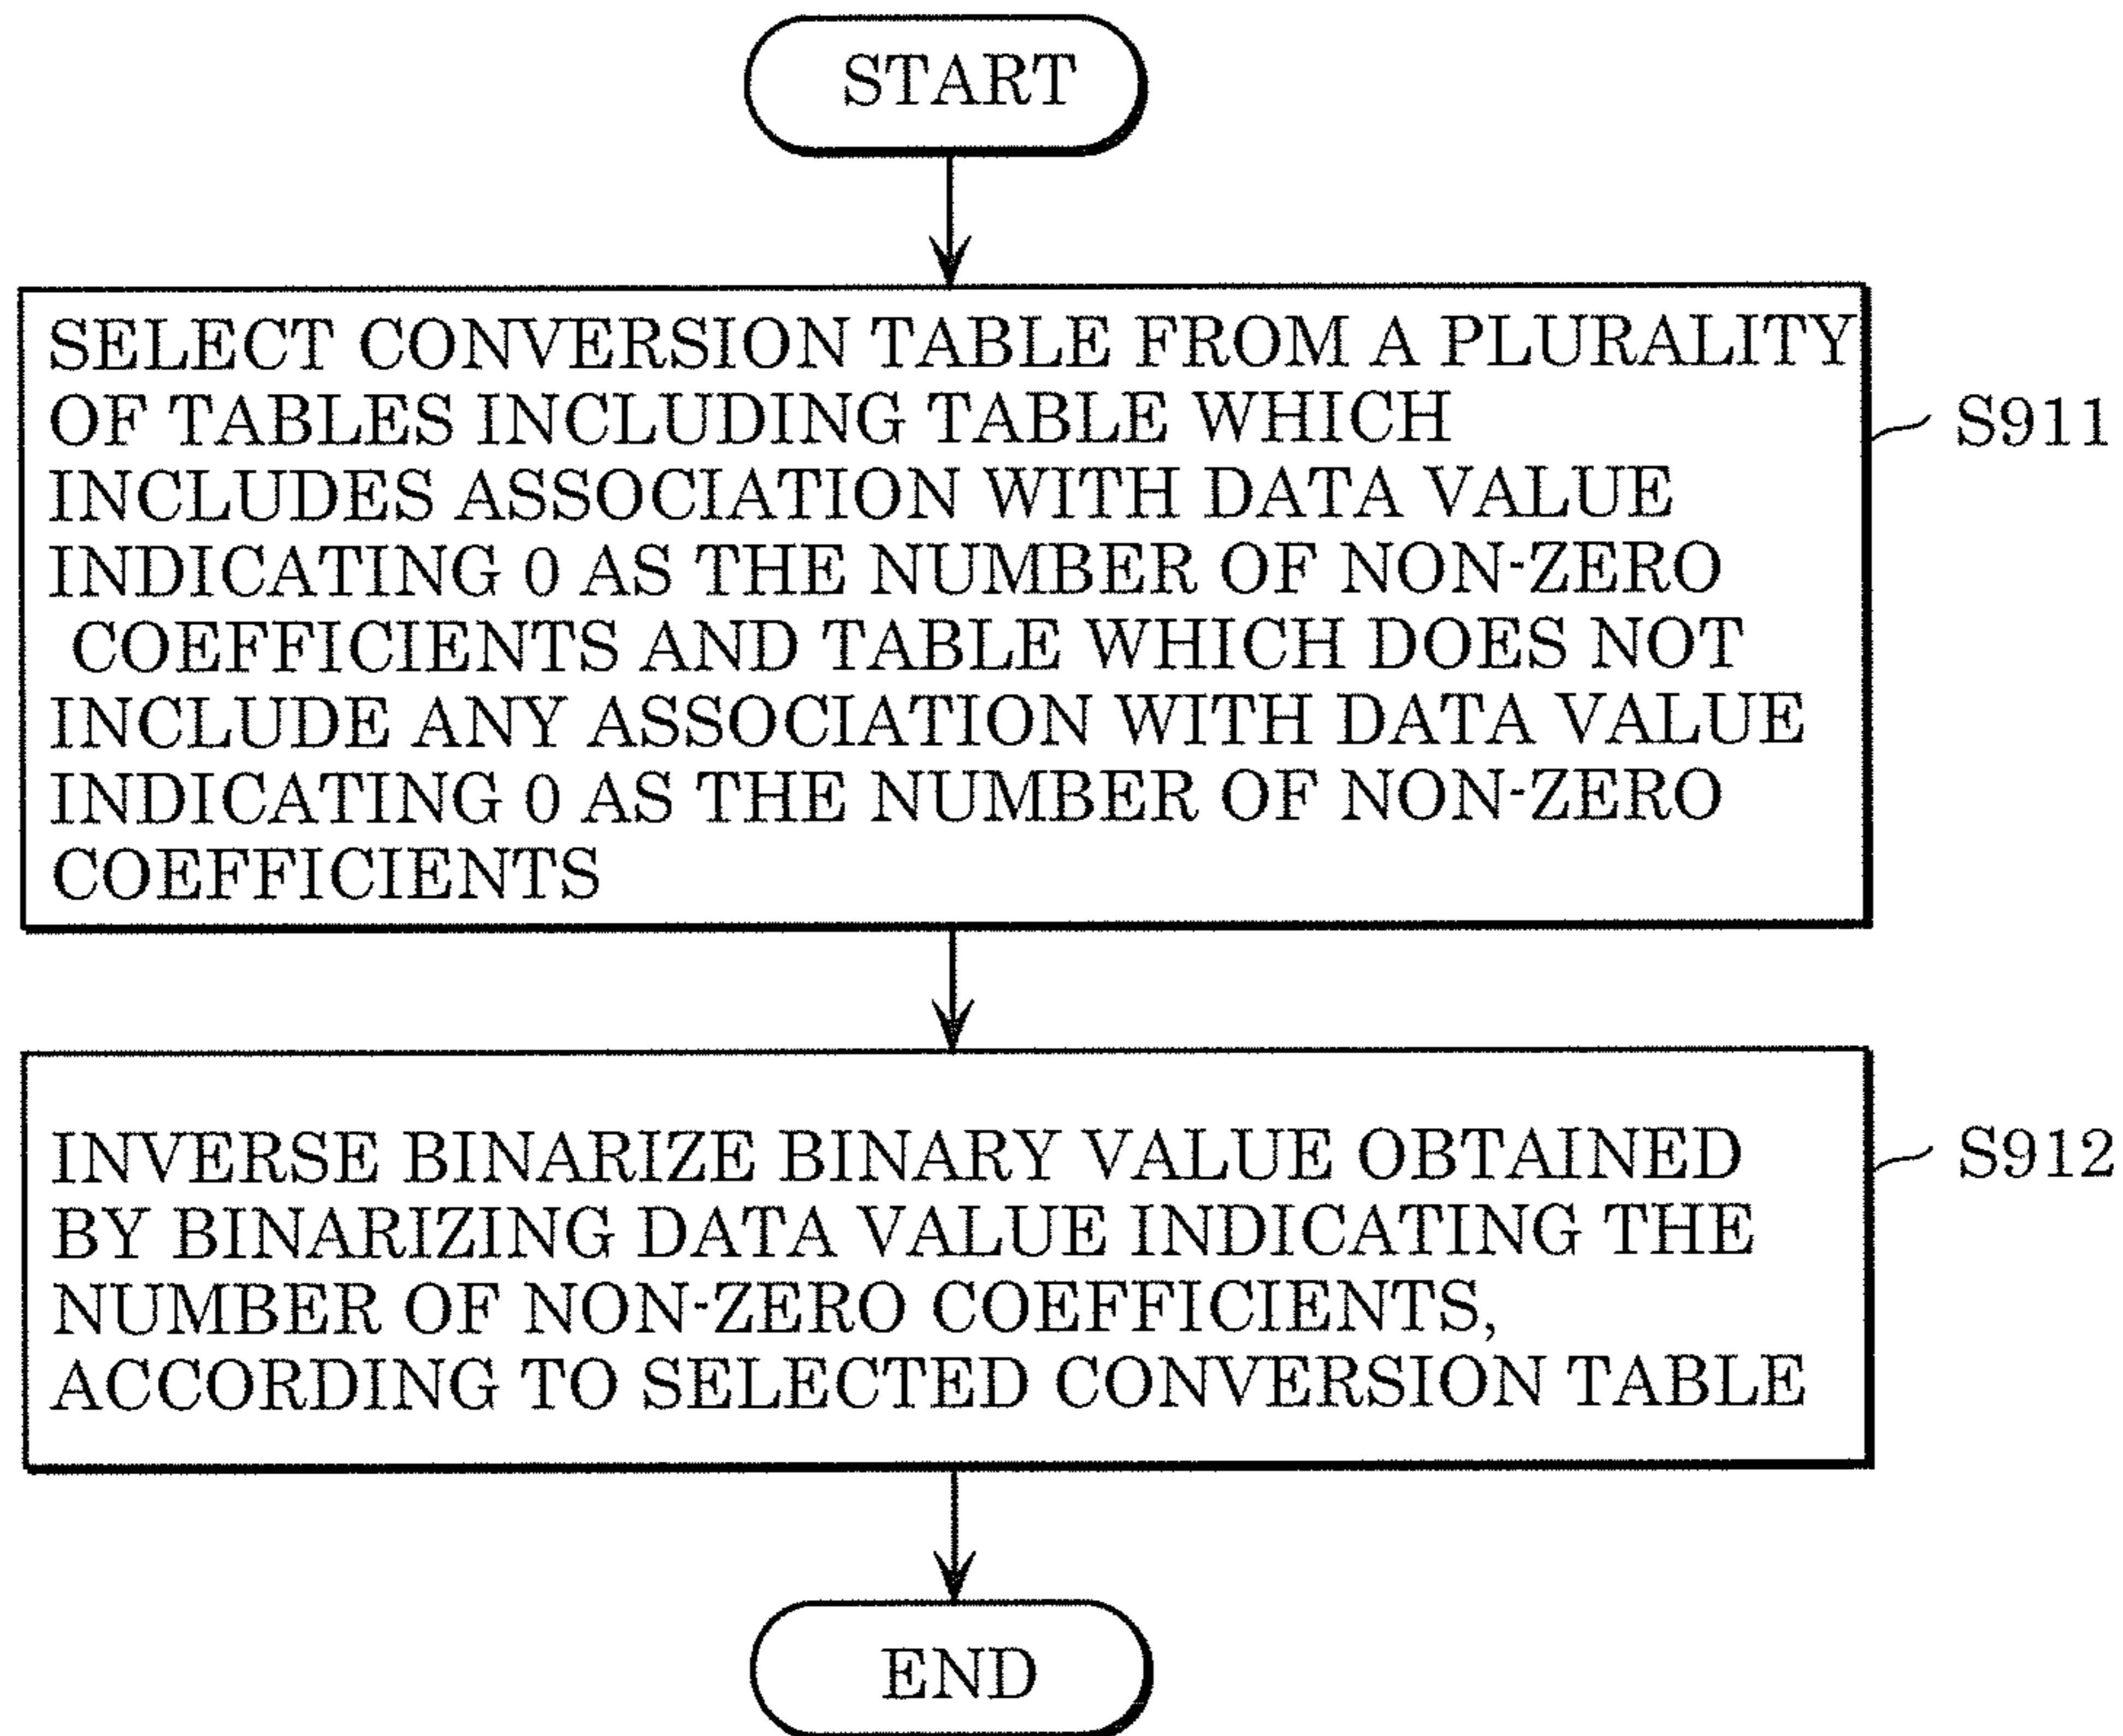 START
SELECT CONVERSION TABLE FROM A PLURALITY
OF TABLES INCLUDING TABLE WHICH
INCLUDES ASSOCIATION WITH DATA VALUE
INDICATING 0 AS THE NUMBER OF NON-ZERO
COEFFICIENTS AND TABLE WHICH DOES NOT
INCLUDE ANY ASSOCIATION WITH DATA VALUE
INDICATING 0 AS THE NUMBER OF NON-ZERO
COEFFICIENTS
S911
INVERSE BINARIZE BINARY VALUE OBTAINED
BY BINARIZING DATA VALUE INDICATING THE
NUMBER OF NON-ZERO COEFFICIENTS,
ACCORDING TO SELECTED CONVERSION TABLE
S912
END